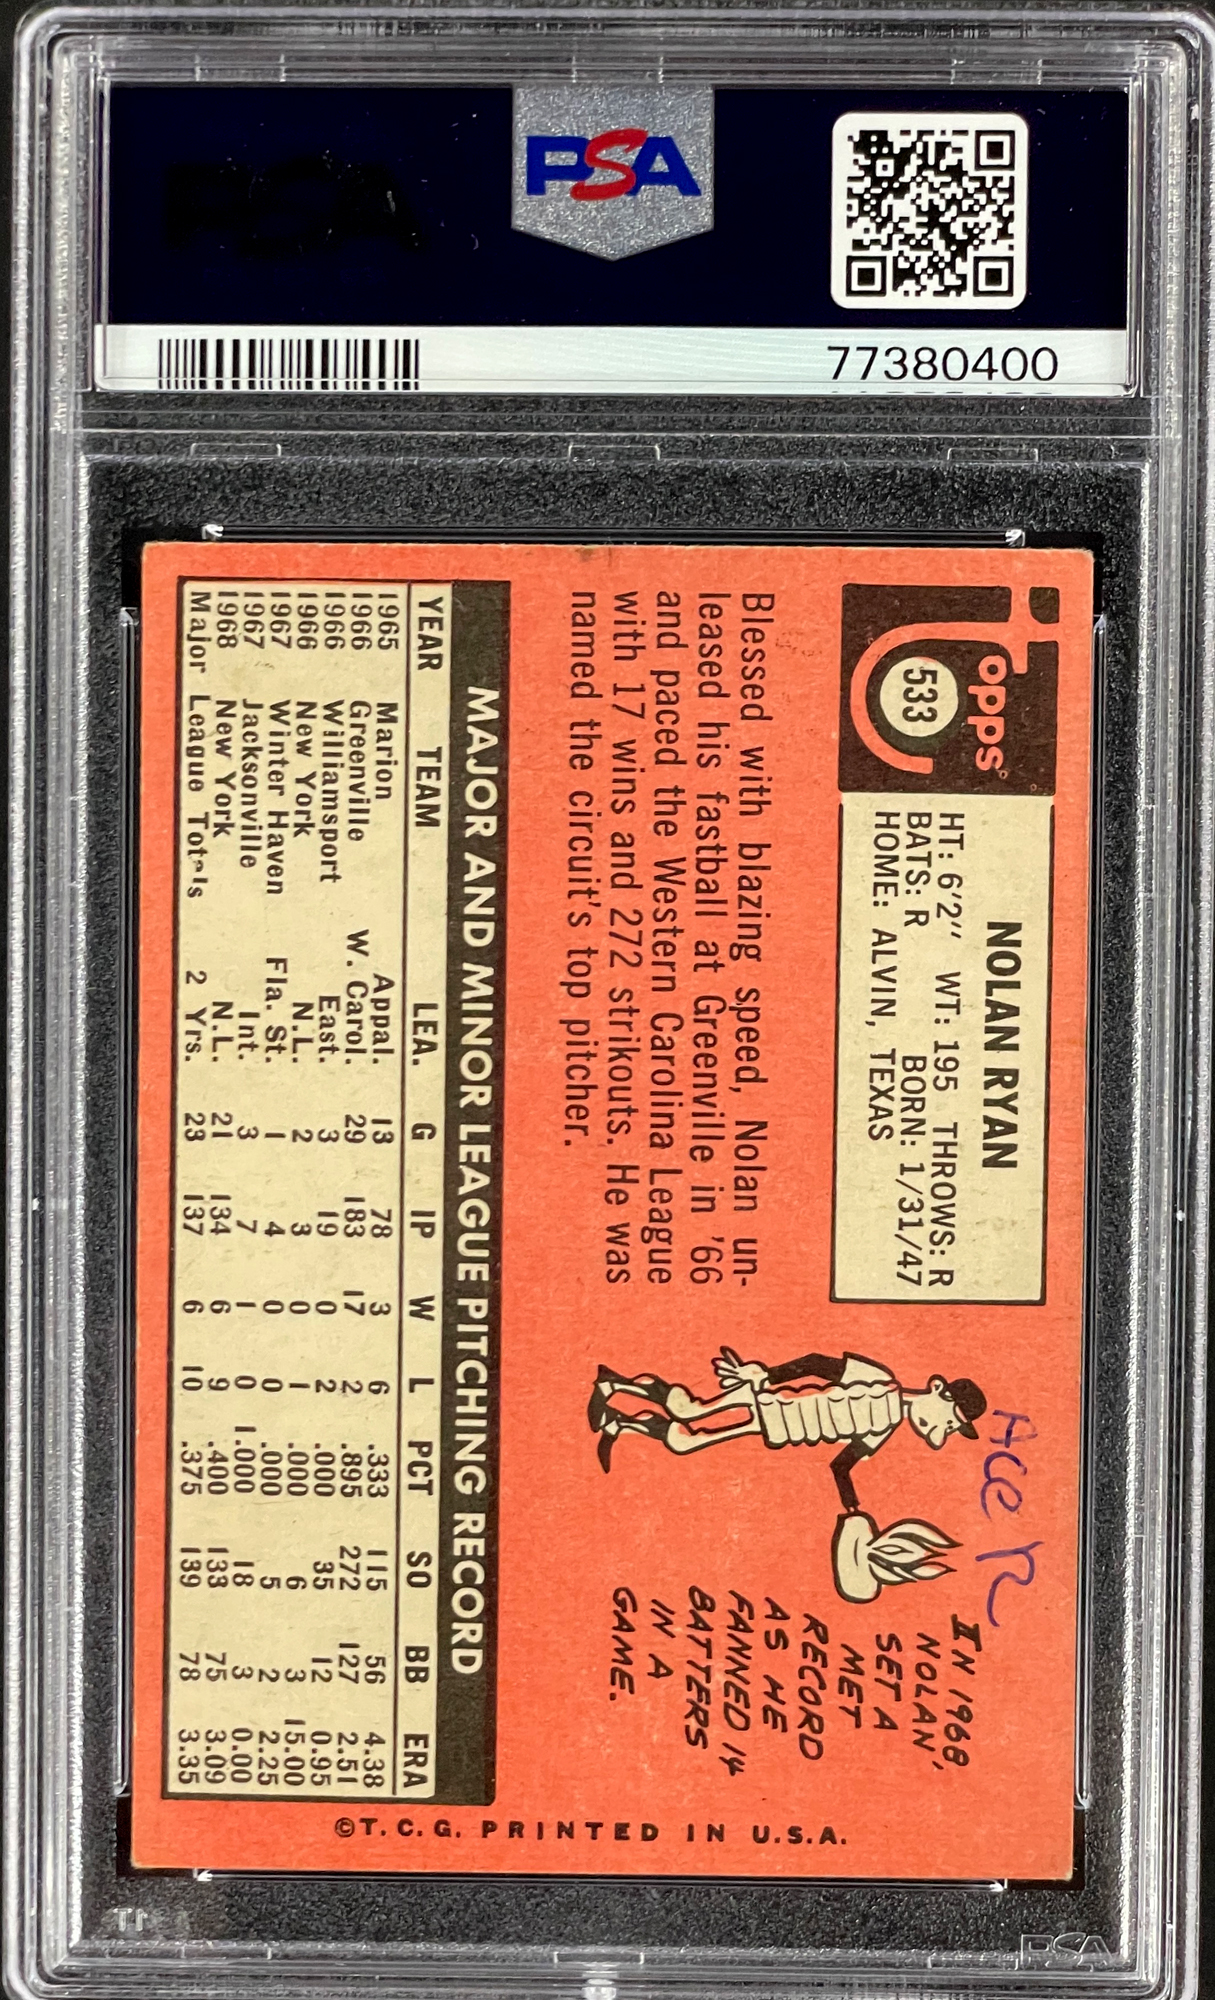 PSA
77380400
Topps
533
NOLAN RYAN
HT: 6'2" WT: 195 THROWS: R
BATS: R BORN: 1/31/47
HOME: ALVIN, TEXAS
Blessed with blazing speed, Nolan un-
leased his fastball at Greenville in '66
and paced the Western Carolina League
with 17 wins and 272 strikouts. He was
named the circuit's top pitcher.
Ace R
IN 1968,
NOLAN
SET A
MET
RECORD
AS HE
FANNED 14
BATTERS
IN A
GAME.
MAJOR AND MINOR LEAGUE PITCHING RECORD
YEAR TEAM LEA. G IP W L PCT SO BB ERA
1965 Marion Appal. 13 78 3 6 .333 115 56 4.38
1966 Greenville W. Carol. 29 183 17 2 .895 272 127 2.51
1966 Williamsport East. 3 19 0 2 .000 35 12 0.95
1966 New York N.L. 2 3 0 1 .000 6 3 15.00
1967 Winter Haven Fla. St. 1 4 0 0 .000 5 2 2.25
1967 Jacksonville Int. 3 7 1 0 1.000 18 3 0.00
1968 New York N.L. 21 134 6 9 .400 133 75 3.09
Major League Totals 2 Yrs. 23 137 6 10 .375 139 78 3.35
©T.C.G. PRINTED IN U.S.A.
PSA